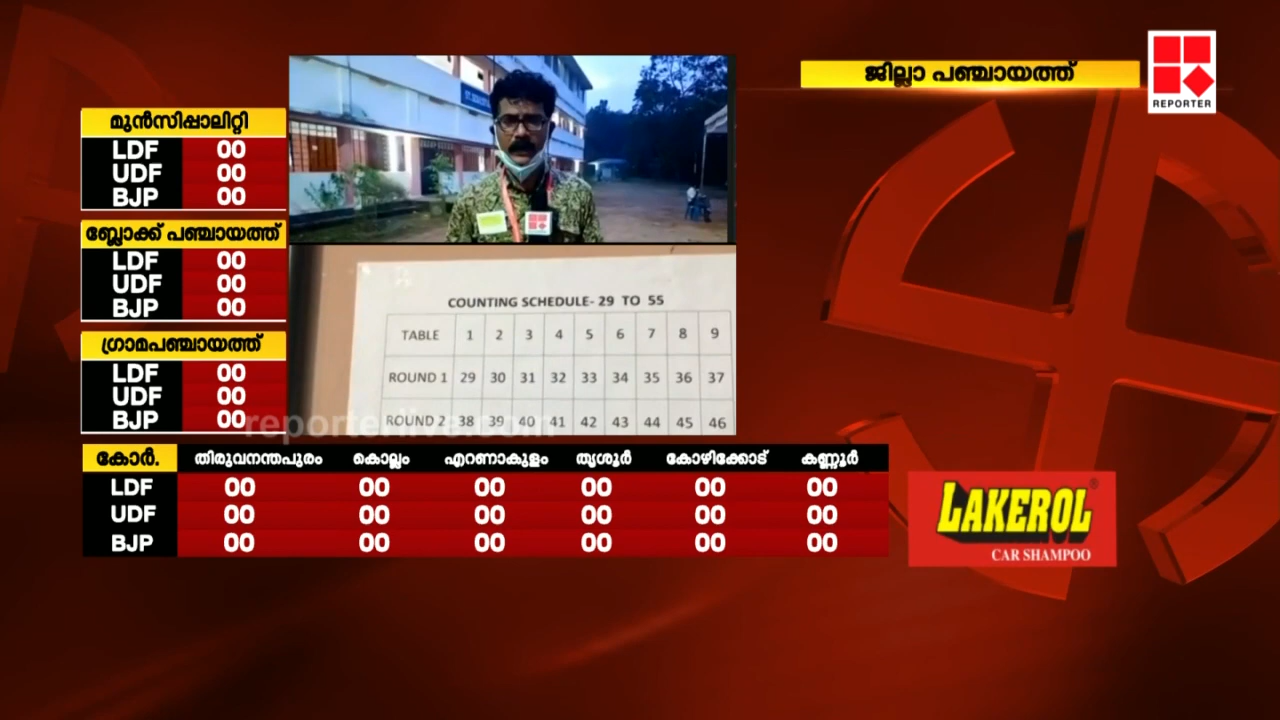 ജില്ലാ പഞ്ചായത്ത്
REPORTER
മുൻസിപ്പാലിറ്റി
LDF 00
UDF 00
BJP 00
ബ്ലോക്ക് പഞ്ചായത്ത്
LDF 00
UDF 00
BJP 00
ഗ്രാമപഞ്ചായത്ത്
LDF 00
UDF 00
BJP 00
COUNTING SCHEDULE- 29 TO 55
TABLE 1 2 3 4 5 6 7 8 9
ROUND 1 29 30 31 32 33 34 35 36 37
ROUND 2 38 39 40 41 42 43 44 45 46
reporterlive.com
കോർ. തിരുവനന്തപുരം കൊല്ലം എറണാകുളം തൃശൂർ കോഴിക്കോട് കണ്ണൂർ
LDF 00 00 00 00 00 00
UDF 00 00 00 00 00 00
BJP 00 00 00 00 00 00
LAKEROL®
CAR SHAMPOO